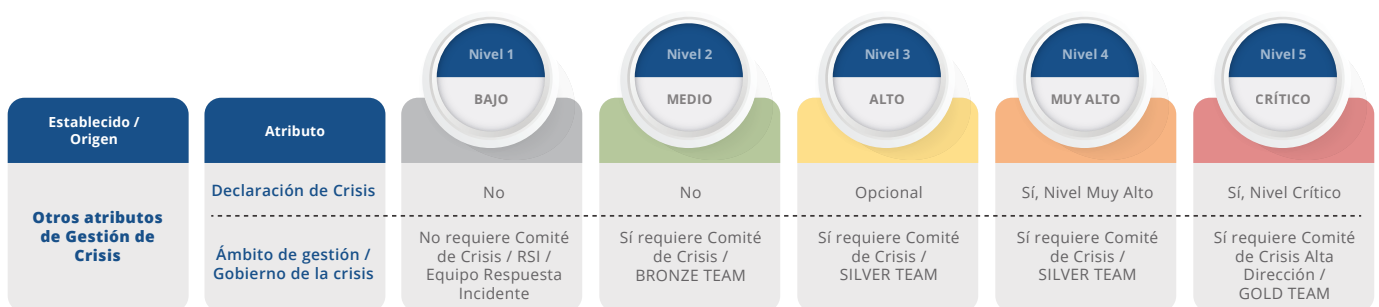 Nivel 1
Nivel 2
Nivel 3
Nivel 4
Nivel 5
BAJO
MEDIO
ALTO
MUY ALTO
CRÍTICO
Establecido /
Origen
Atributo
Otros atributos
de Gestión de
Crisis
Declaración de Crisis
No
No
Opcional
Sí, Nivel Muy Alto
Sí, Nivel Crítico
Ámbito de gestión /
Gobierno de la crisis
No requiere Comité
de Crisis / RSI /
Equipo Respuesta
Incidente
Sí requiere Comité
de Crisis /
BRONZE TEAM
Sí requiere Comité
de Crisis /
SILVER TEAM
Sí requiere Comité
de Crisis /
SILVER TEAM
Sí requiere Comité
de Crisis Alta
Dirección /
GOLD TEAM